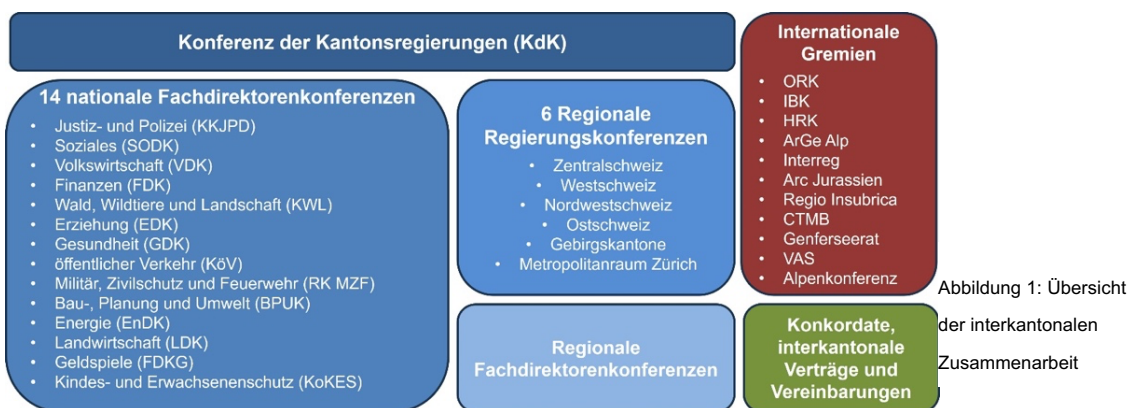 Konferenz der Kantonsregierungen (KdK)
14 nationale Fachdirektorenkonferenzen
• Justiz- und Polizei (KKJPD)
• Soziales (SODK)
• Volkswirtschaft (VDK)
• Finanzen (FDK)
• Wald, Wildtiere und Landschaft (KWL)
• Erziehung (EDK)
• Gesundheit (GDK)
• öffentlicher Verkehr (KöV)
• Militär, Zivilschutz und Feuerwehr (RK MZF)
• Bau-, Planung und Umwelt (BPUK)
• Energie (EnDK)
• Landwirtschaft (LDK)
• Geldspiele (FDKG)
• Kindes- und Erwachsenenschutz (KoKES)
6 Regionale
Regierungskonferenzen
• Zentralschweiz
• Westschweiz
• Nordwestschweiz
• Ostschweiz
• Gebirgskantone
• Metropolitanraum Zürich
Regionale
Fachdirektorenkonferenzen
Internationale
Gremien
• ORK
• IBK
• HRK
• ArGe Alp
• Interreg
• Arc Jurassien
• Regio Insubrica
• CTMB
• Genferseerat
• VAS
• Alpenkonferenz
Konkordate,
interkantonale
Verträge und
Vereinbarungen
Abbildung 1: Übersicht
der interkantonalen
Zusammenarbeit